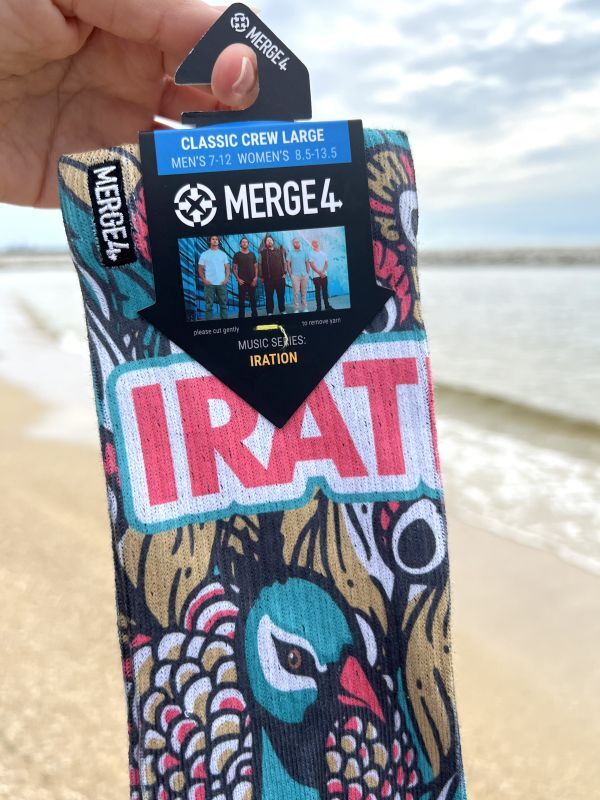 MERGE4
CLASSIC CREW LARGE
MEN'S 7-12 WOMEN'S 8.5-13.5
MERGE4
MERGE4
please cut gently to remove yarn
MUSIC SERIES:
IRATION
IRAT